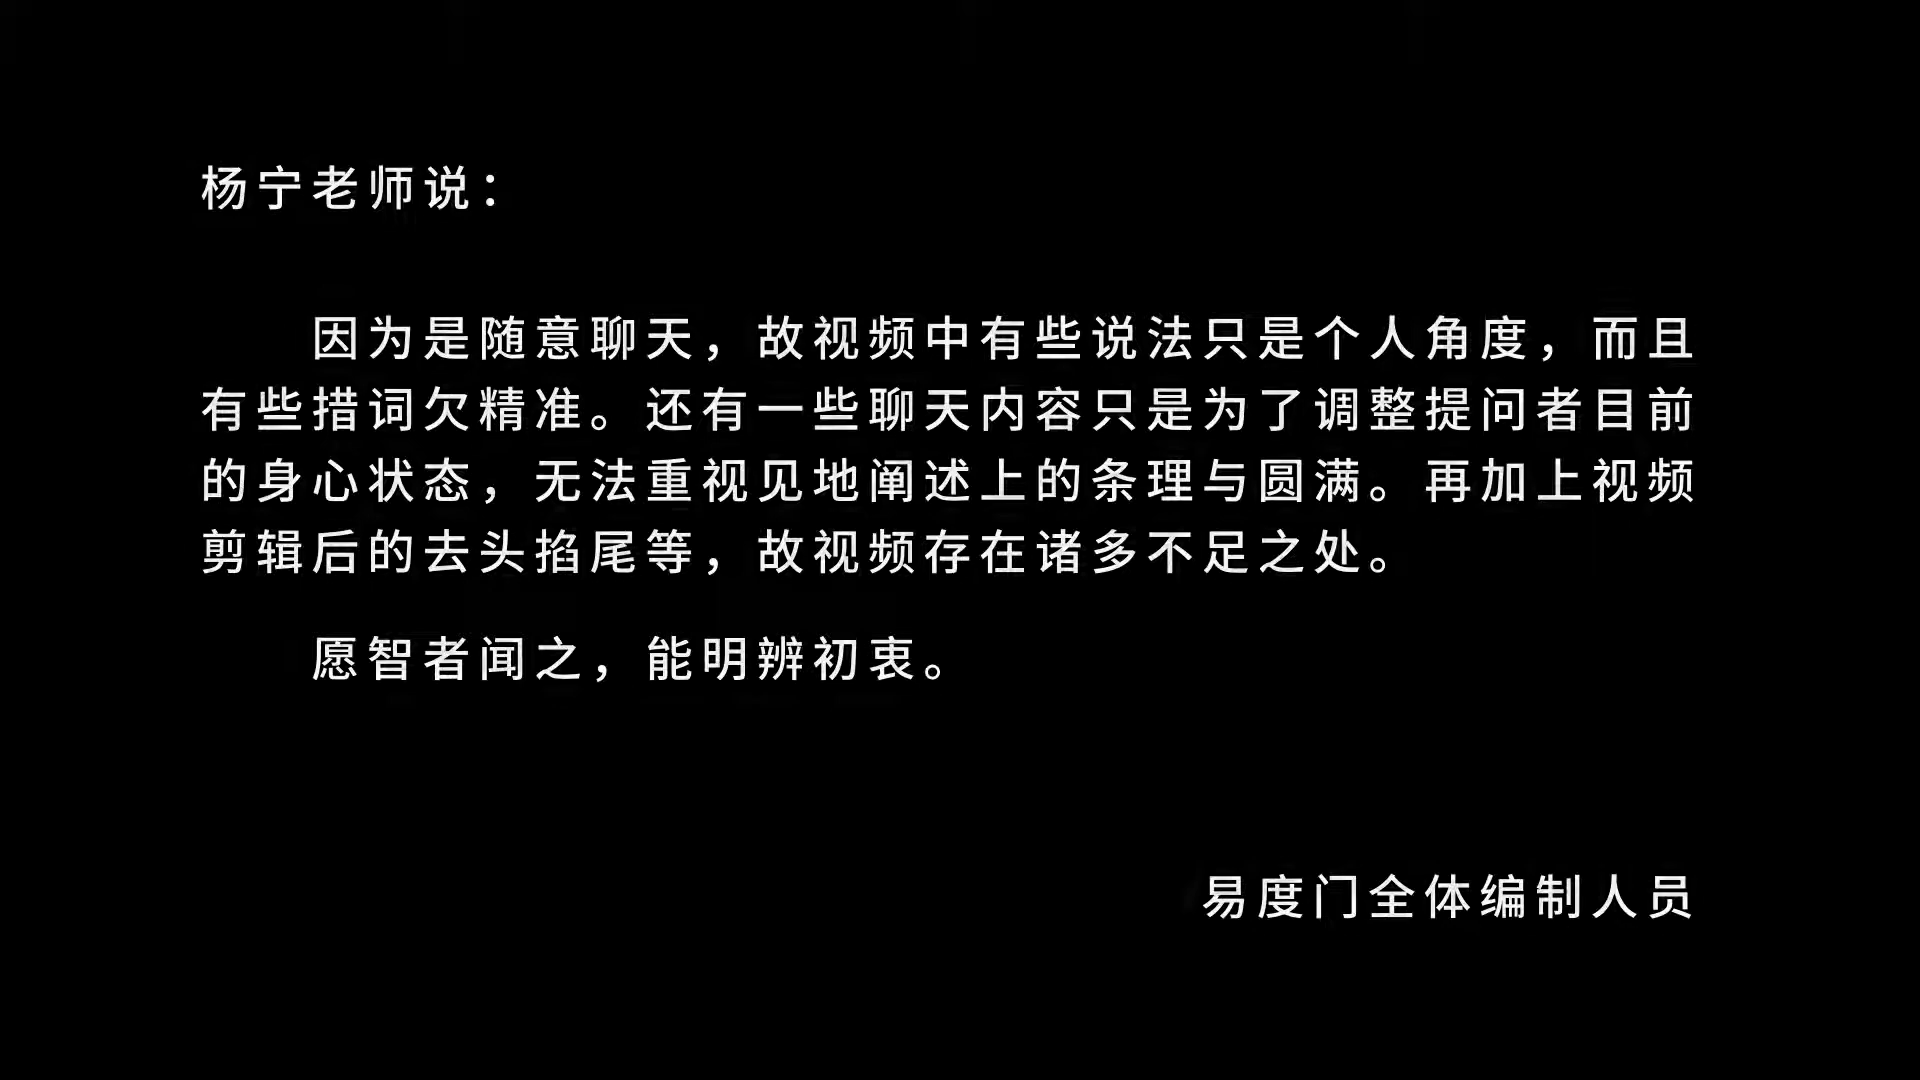 杨宁老师说：
因为是随意聊天，故视频中有些说法只是个人角度，而且
有些措词欠精准。还有一些聊天内容只是为了调整提问者目前
的身心状态，无法重视见地阐述上的条理与圆满。再加上视频
剪辑后的去头掐尾等，故视频存在诸多不足之处。
愿智者闻之，能明辨初衷。
易度门全体编制人员